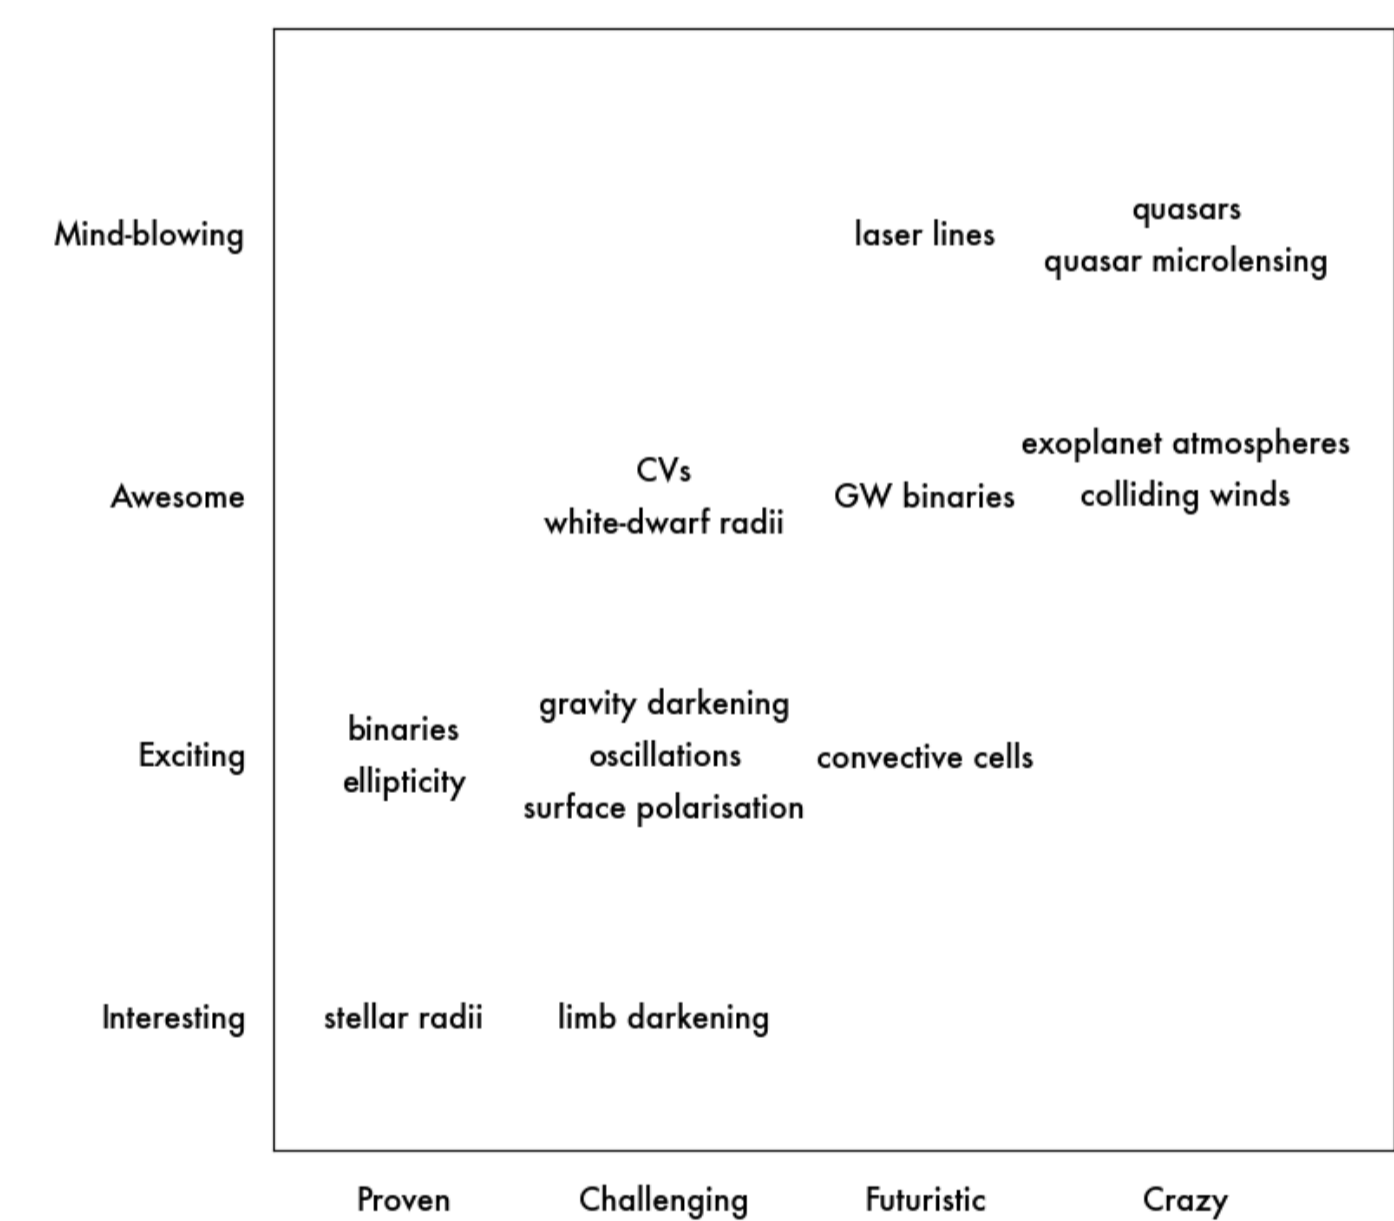 Mind-blowing
laser lines
quasars
quasar microlensing
Awesome
CVs
white-dwarf radii
GW binaries
exoplanet atmospheres
colliding winds
Exciting
binaries
ellipticity
gravity darkening
oscillations
surface polarisation
convective cells
Interesting
stellar radii
limb darkening
Proven
Challenging
Futuristic
Crazy